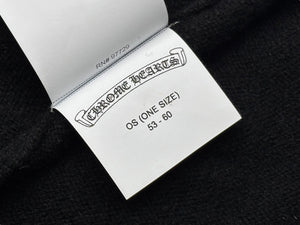 RN# 97729
CHROME HEARTS
OS (ONE SIZE)
53 - 60